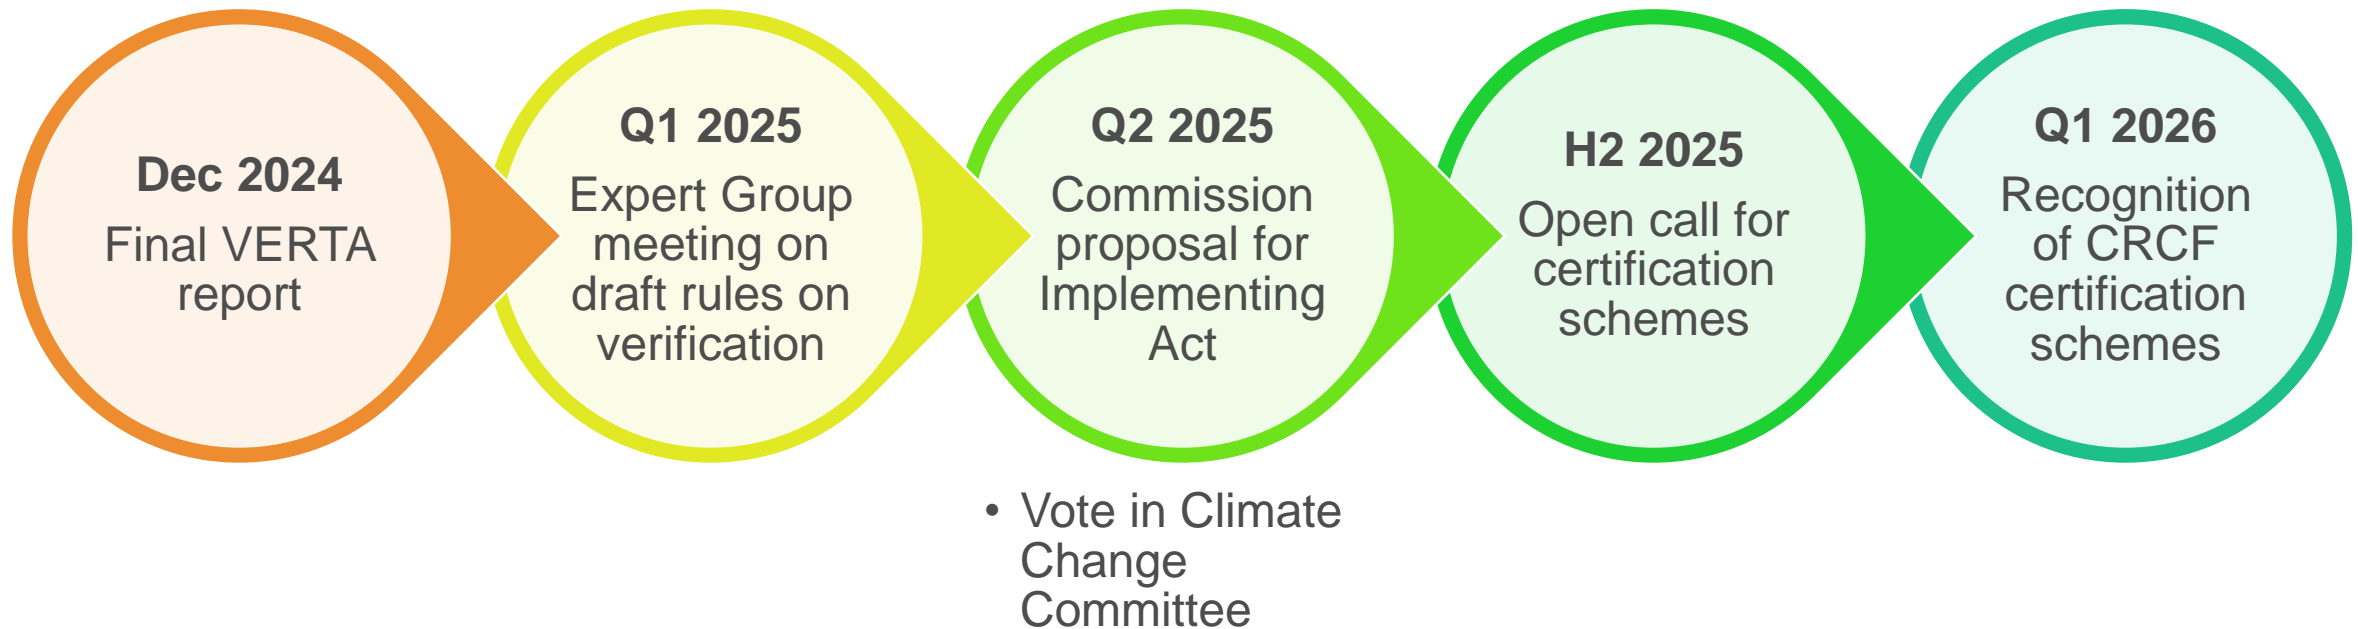 Dec 2024
Final VERTA
report
Q1 2025
Expert Group
meeting on
draft rules on
verification
Q2 2025
Commission
proposal for
Implementing
Act
• Vote in Climate
Change
Committee
H2 2025
Open call for
certification
schemes
Q1 2026
Recognition
of CRCF
certification
schemes